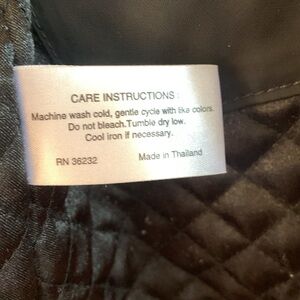 CARE INSTRUCTIONS:
Machine wash cold, gentle cycle with like colors.
Do not bleach.Tumble dry low.
Cool iron if necessary.
RN 36232 Made in Thailand